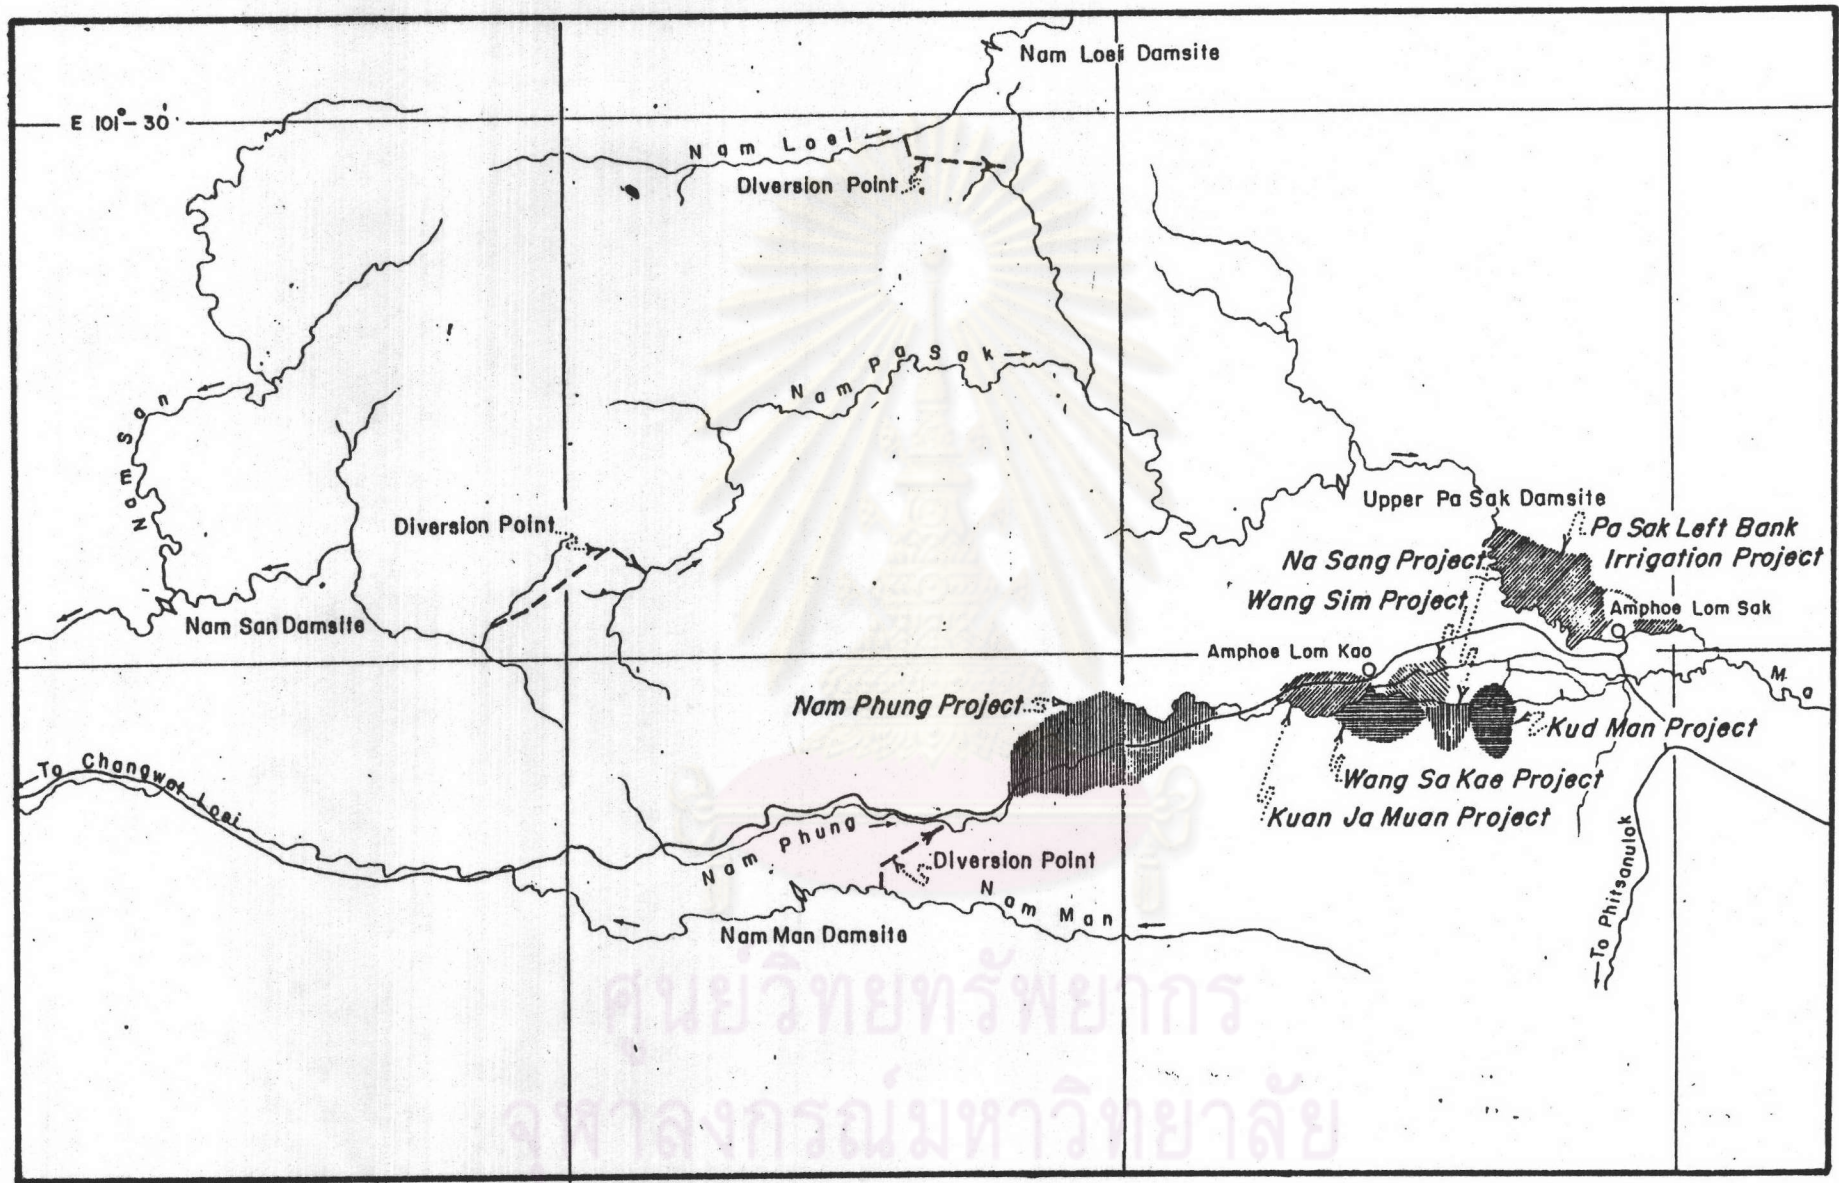 Nam Loei Damsite
E 101°-30'
Nam Loei
Diversion Point
Nam Pa Sak
Nam San
Diversion Point
Upper Pa Sak Damsite
Pa Sak Left Bank
Irrigation Project
Na Sang Project
Wang Sim Project
Amphoe Lom Sak
Nam San Damsite
Amphoe Lom Kao
Ma
Nam Phung Project
Kud Man Project
To Changwat Loei
Wang Sa Kae Project
Kuan Ja Muan Project
Nam Phung
Diversion Point
Nam Man
Nam Man Damsite
To Phitsanulok
ศูนย์วิทยทรัพยากร
จุฬาลงกรณ์มหาวิทยาลัย